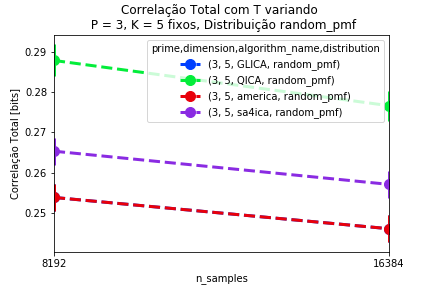 Correlação Total com T variando
P = 3, K = 5 fixos, Distribuição random_pmf
prime,dimension,algorithm_name,distribution
(3, 5, GLICA, random_pmf)
(3, 5, QICA, random_pmf)
(3, 5, america, random_pmf)
(3, 5, sa4ica, random_pmf)
Correlação Total [bits]
0.29
0.28
0.27
0.26
0.25
8192
16384
n_samples